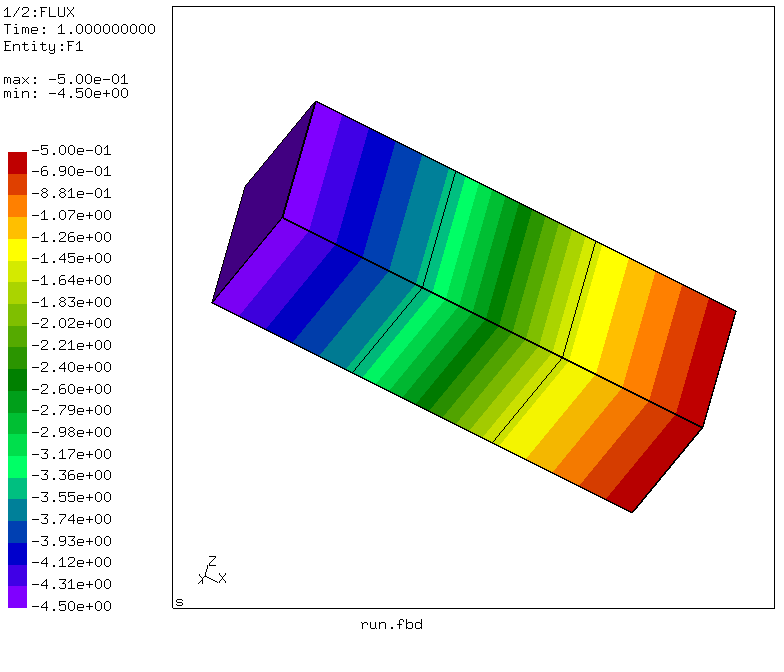 1/2:FLUX
Time: 1.000000000
Entity:F1
max: -5.00e-01
min: -4.50e+00
-5.00e-01
-6.90e-01
-8.81e-01
-1.07e+00
-1.26e+00
-1.45e+00
-1.64e+00
-1.83e+00
-2.02e+00
-2.21e+00
-2.40e+00
-2.60e+00
-2.79e+00
-2.98e+00
-3.17e+00
-3.36e+00
-3.55e+00
-3.74e+00
-3.93e+00
-4.12e+00
-4.31e+00
-4.50e+00
Z
Y
X
s
run.fbd